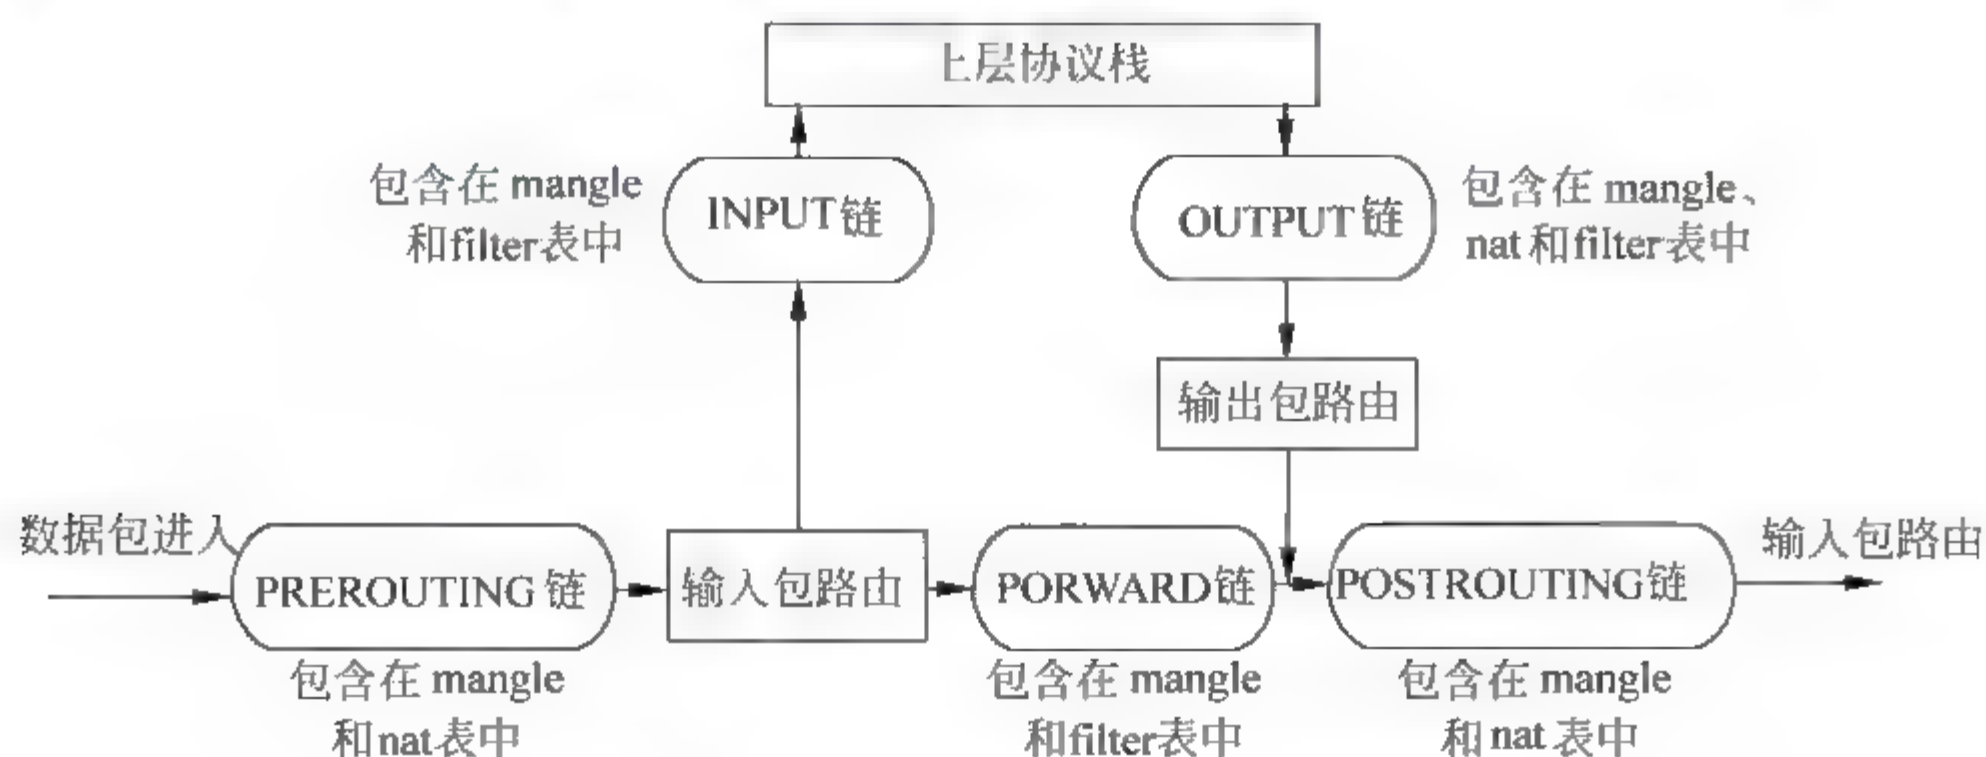 上层协议栈
包含在 mangle
和filter表中
INPUT链
OUTPUT链
包含在 mangle、
nat 和filter表中
输出包路由
数据包进入
PREROUTING 链
输入包路由
PORWARD链
POSTROUTING链
输入包路由
包含在 mangle
和nat表中
包含在 mangle
和filter表中
包含在 mangle
和 nat 表中